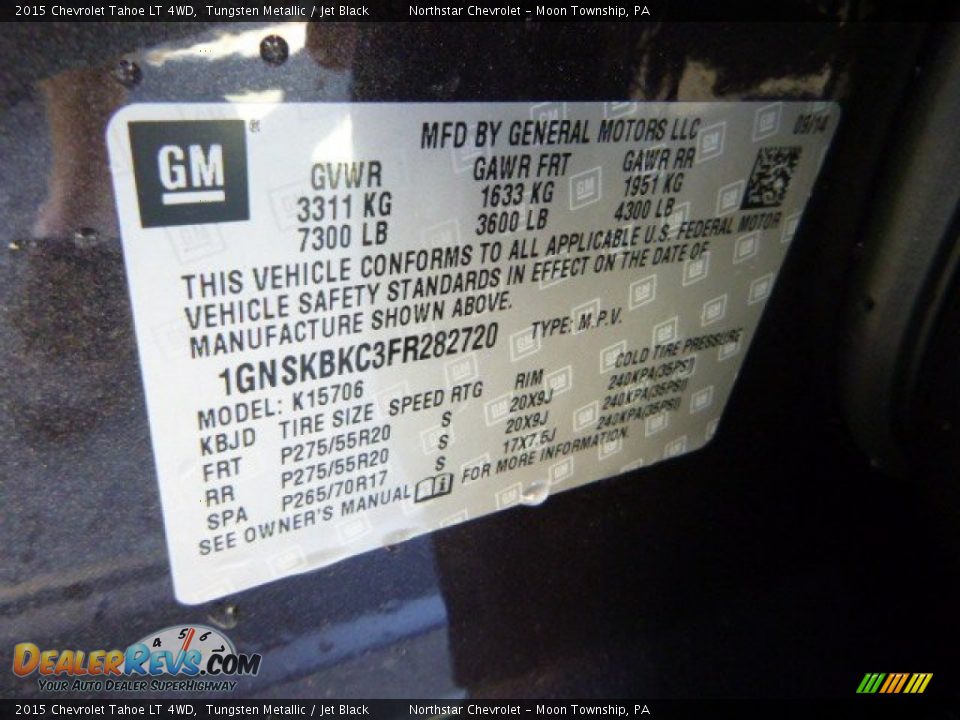 2015 Chevrolet Tahoe LT 4WD, Tungsten Metallic / Jet Black Northstar Chevrolet - Moon Township, PA
GM
MFD BY GENERAL MOTORS LLC 09/14
GVWR GAWR FRT GAWR RR
3311 KG 1633 KG 1951 KG
7300 LB 3600 LB 4300 LB
THIS VEHICLE CONFORMS TO ALL APPLICABLE U.S. FEDERAL MOTOR
VEHICLE SAFETY STANDARDS IN EFFECT ON THE DATE OF
MANUFACTURE SHOWN ABOVE.
1GNSKBKC3FR282720 TYPE: M.P.V.
MODEL: K15706
KBJD TIRE SIZE SPEED RTG RIM COLD TIRE PRESSURE
FRT P275/55R20 S 20X9J 240KPA(35PSI)
RR P275/55R20 S 20X9J 240KPA(35PSI)
SPA P265/70R17 S 17X7.5J 240KPA(35PSI)
SEE OWNER'S MANUAL i FOR MORE INFORMATION.
4 5 6
DealerRevs.com
Your Auto Dealer SuperHighway
2015 Chevrolet Tahoe LT 4WD, Tungsten Metallic / Jet Black Northstar Chevrolet - Moon Township, PA